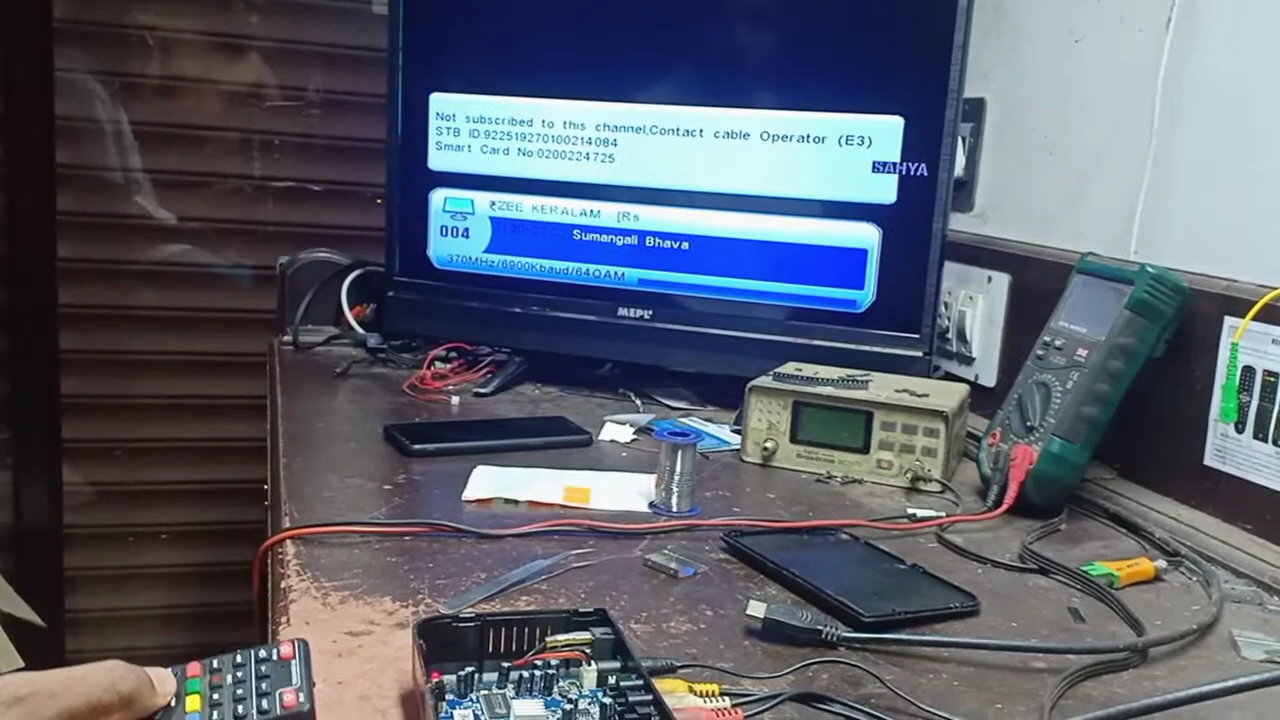 Not subscribed to this channel,Contact cable Operator (E3)
STB ID:922519270100214084
Smart Card No:0200224725
SAHYA
₹ZEE KERALAM [Rs
004
Sumangali Bhava
370MHz/6900Kbaud/64QAM
MEPL